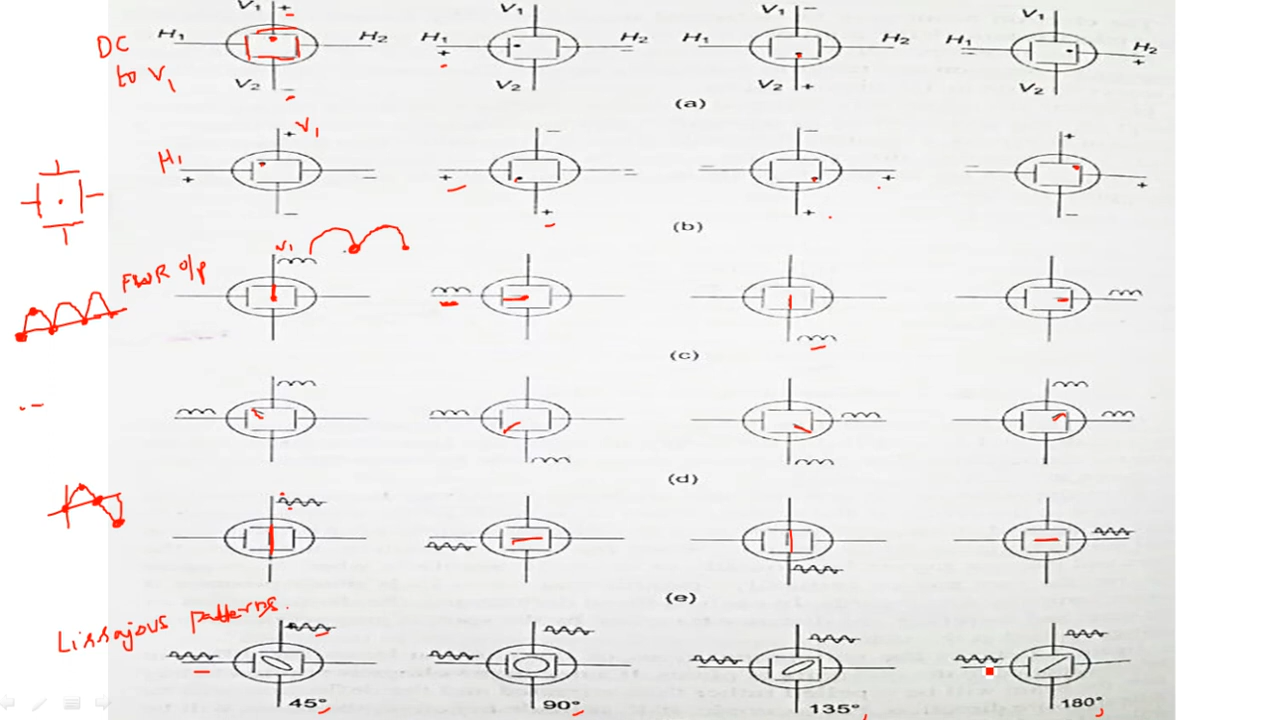 V₁ + V₁ V₁ − V₁
DC H₁ H₂ H₁ H₂ H₁ H₂ H₁ H₂
+ − − +
to V₁ V₂ − V₂ V₂ + V₂
(a)
+ V₁ − − +
H₁
+ − + − − + − +
− + + −
(b)
V₁
FWR o/p
(c)
(d)
(e)
Lissajous patterns.
45° 90° 135° 180°